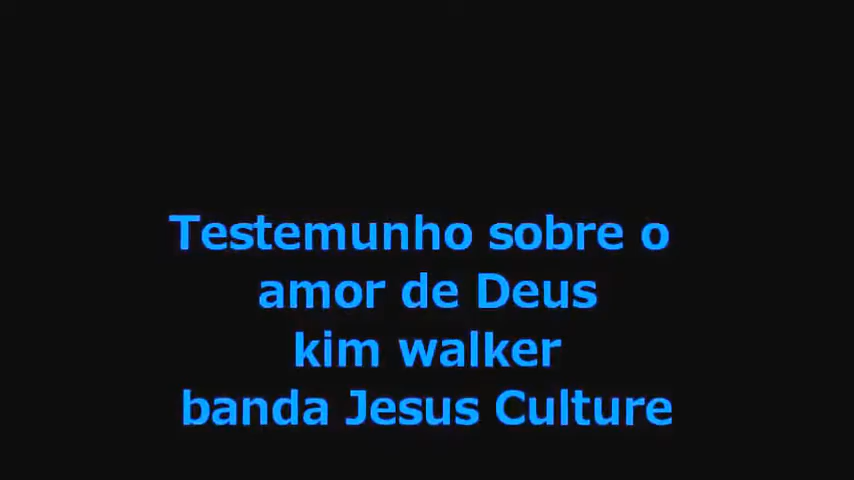 Testemunho sobre o
amor de Deus
kim walker
banda Jesus Culture